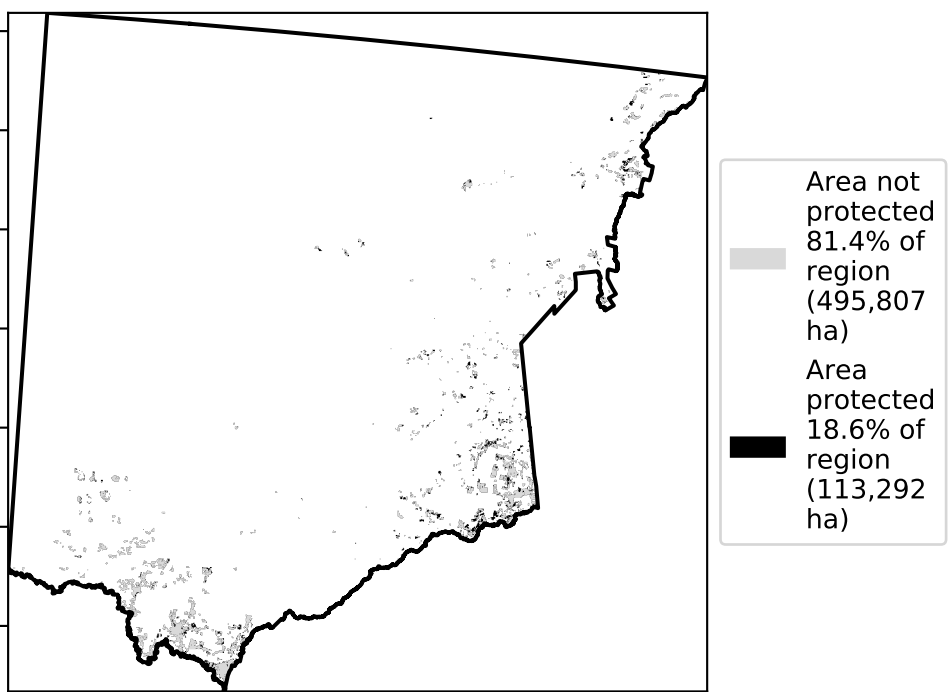 Area not
protected
81.4% of
region
(495,807
ha)
Area
protected
18.6% of
region
(113,292
ha)